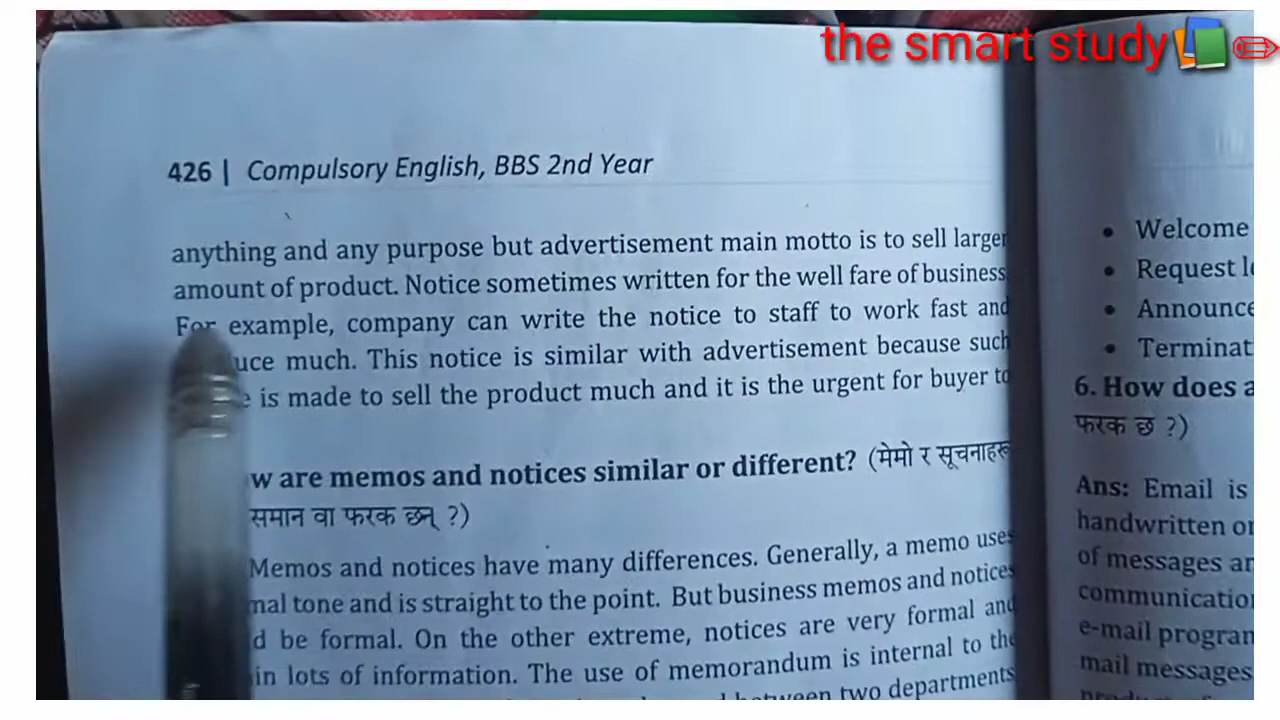 the smart study
426 | Compulsory English, BBS 2nd Year
anything and any purpose but advertisement main motto is to sell larger
amount of product. Notice sometimes written for the well fare of business
For example, company can write the notice to staff to work fast and
uce much. This notice is similar with advertisement because such
e is made to sell the product much and it is the urgent for buyer to
w are memos and notices similar or different? (मेमो र सूचनाहरू
समान वा फरक छन् ?)
Memos and notices have many differences. Generally, a memo uses
mal tone and is straight to the point. But business memos and notices
d be formal. On the other extreme, notices are very formal and
in lots of information. The use of memorandum is internal to the
between two departments
Welcome
Request le
Announce
Terminat
6. How does a
फरक छ ?)
Ans: Email is
handwritten or
of messages an
communication
e-mail program
mail messages